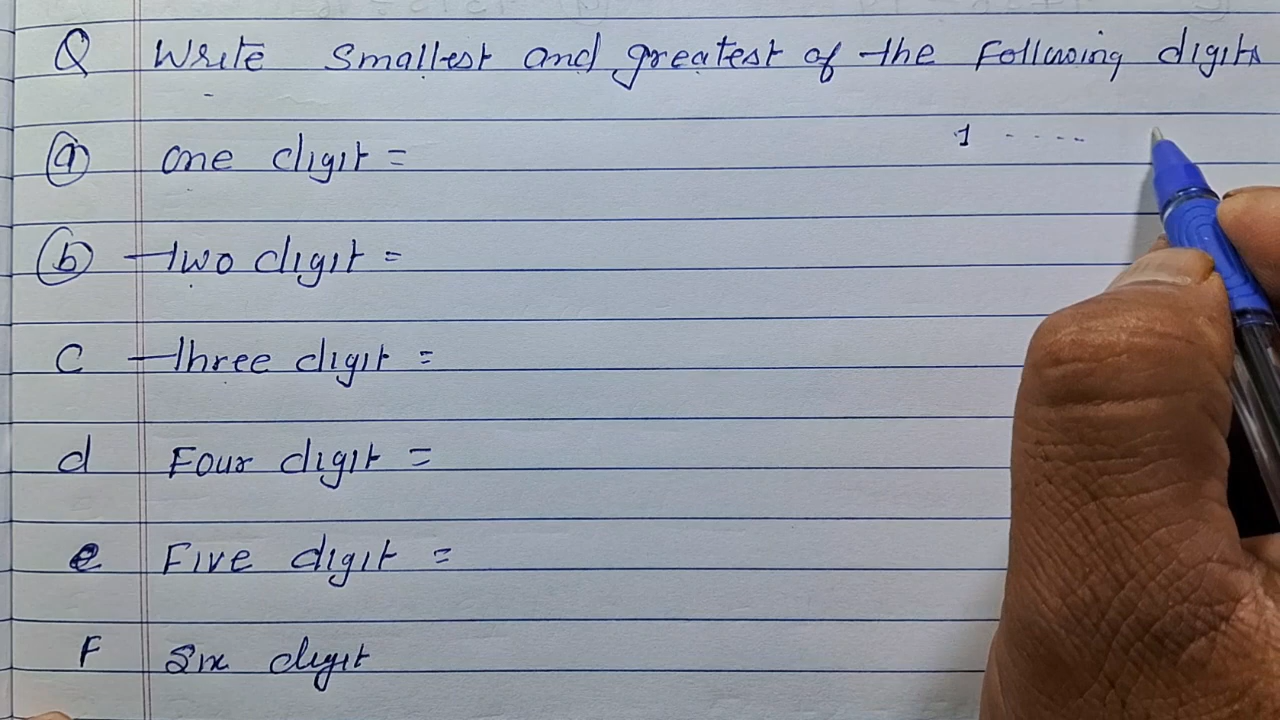 Q Write Smallest and greatest of the Following digits
1 ----
(a) one digit =
(b) two digit =
C three digit =
d Four digit =
e Five digit =
F Six digit